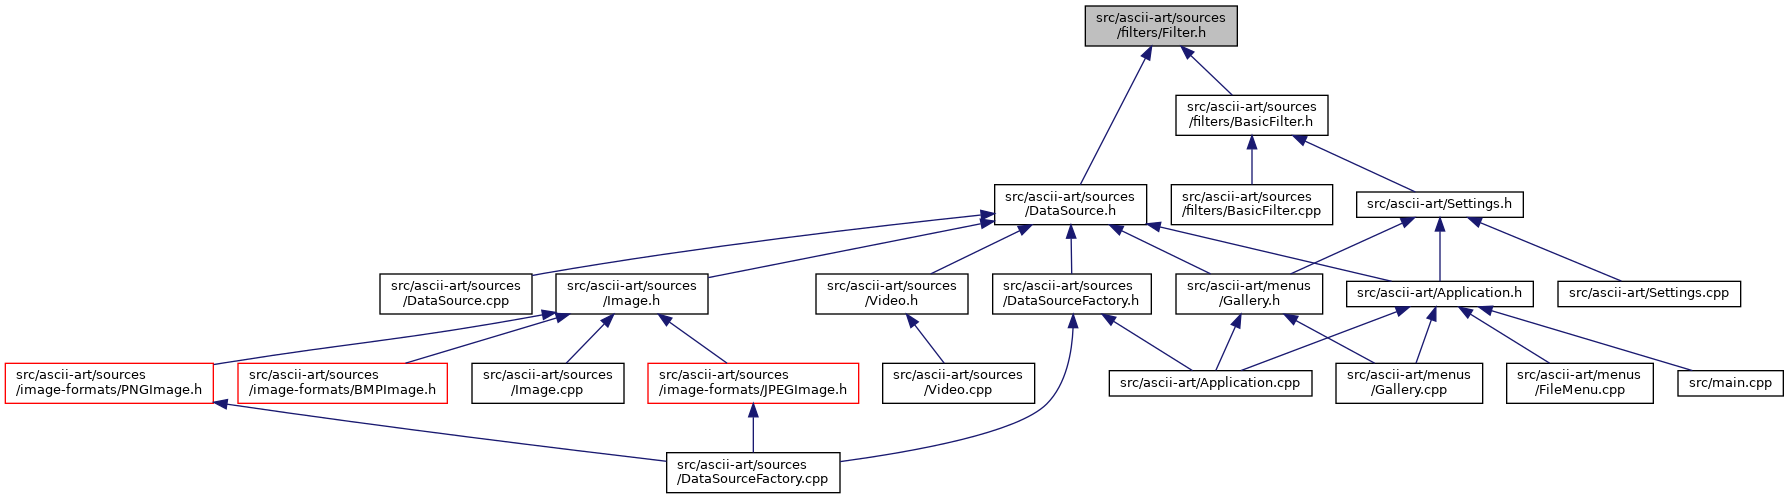 src/ascii-art/sources
/filters/Filter.h
src/ascii-art/sources
/filters/BasicFilter.h
src/ascii-art/sources
/DataSource.h
src/ascii-art/sources
/filters/BasicFilter.cpp
src/ascii-art/Settings.h
src/ascii-art/sources
/DataSource.cpp
src/ascii-art/sources
/Image.h
src/ascii-art/sources
/Video.h
src/ascii-art/sources
/DataSourceFactory.h
src/ascii-art/menus
/Gallery.h
src/ascii-art/Application.h
src/ascii-art/Settings.cpp
src/ascii-art/sources
/image-formats/PNGImage.h
src/ascii-art/sources
/image-formats/BMPImage.h
src/ascii-art/sources
/Image.cpp
src/ascii-art/sources
/image-formats/JPEGImage.h
src/ascii-art/sources
/Video.cpp
src/ascii-art/Application.cpp
src/ascii-art/menus
/Gallery.cpp
src/ascii-art/menus
/FileMenu.cpp
src/main.cpp
src/ascii-art/sources
/DataSourceFactory.cpp